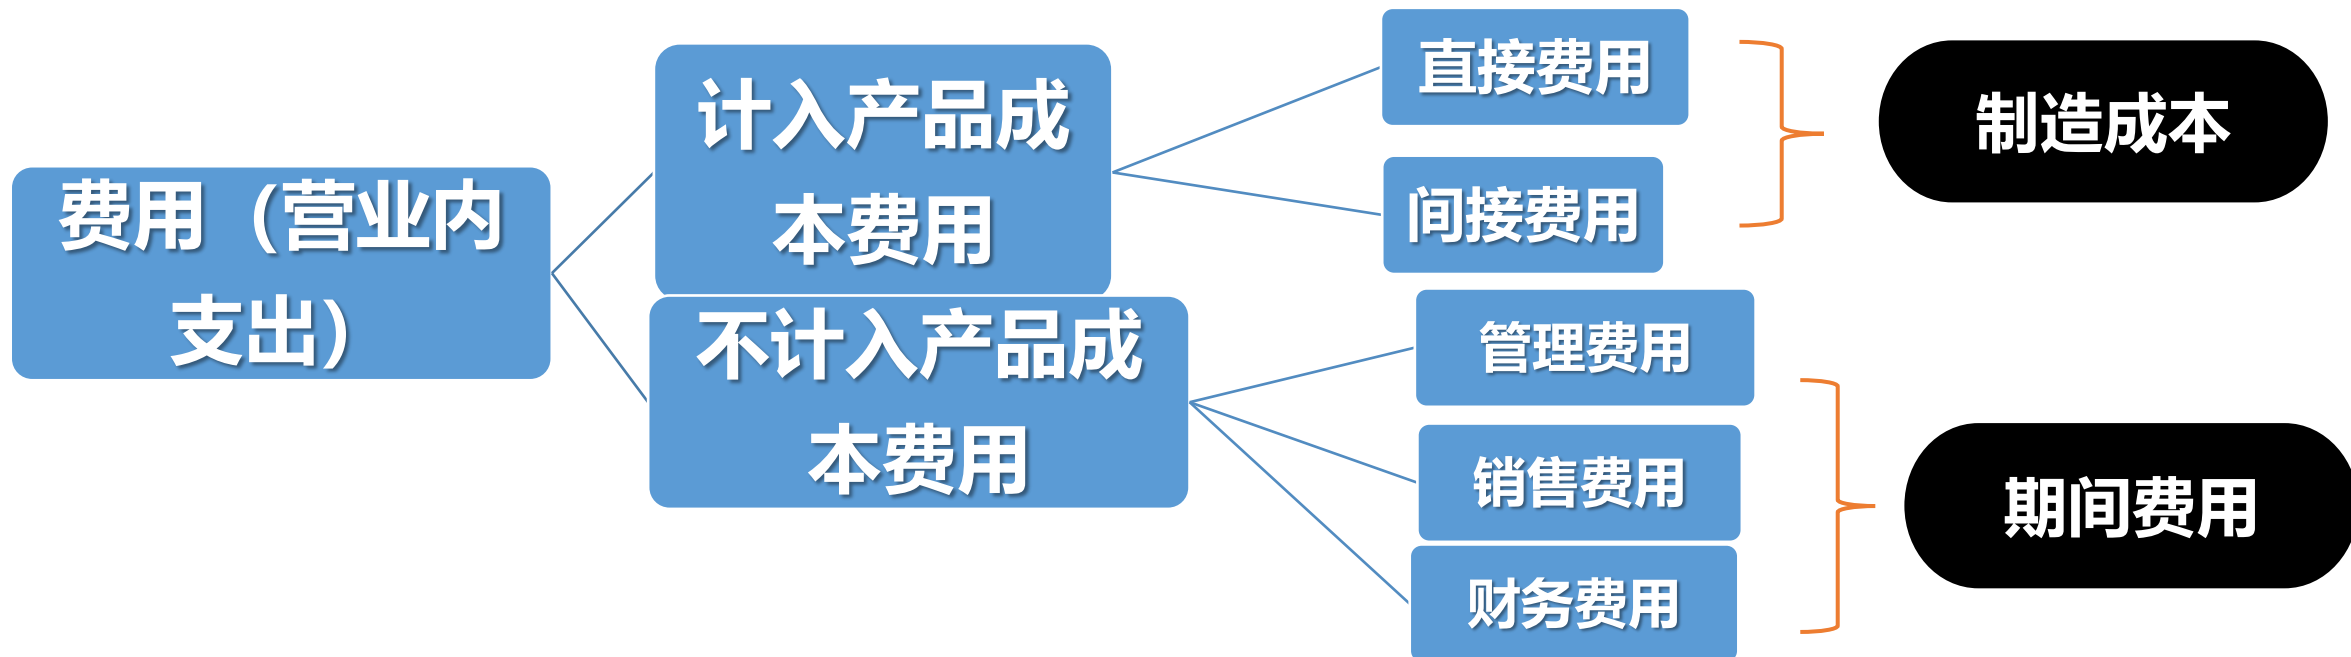 费用（营业内
支出）
计入产品成
本费用
不计入产品成
本费用
直接费用
间接费用
管理费用
销售费用
财务费用
制造成本
期间费用